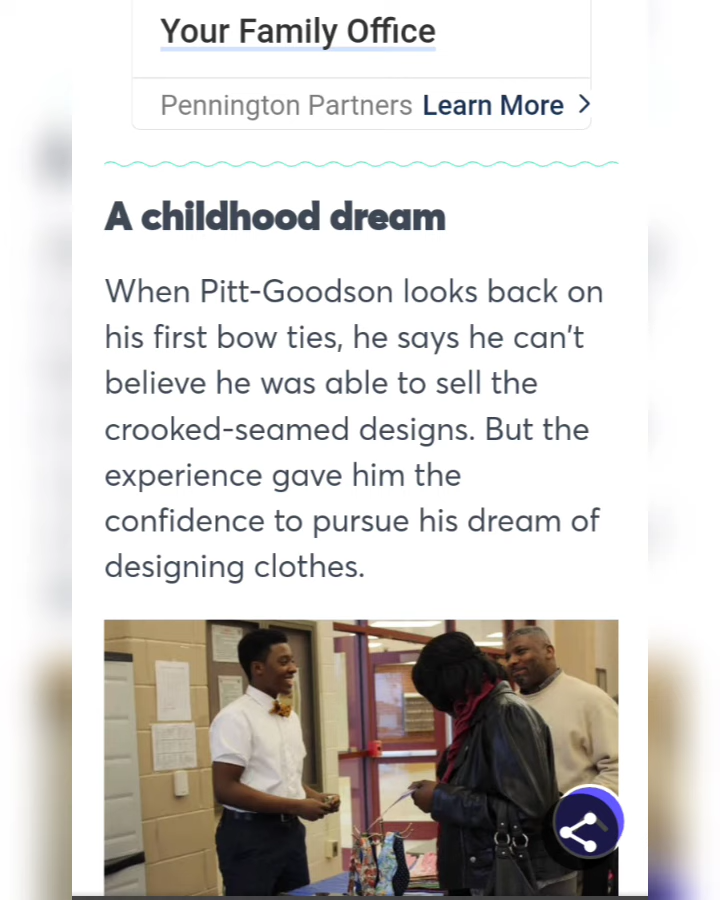 Your Family Office
Pennington Partners Learn More
A childhood dream
When Pitt-Goodson looks back on
his first bow ties, he says he can't
believe he was able to sell the
crooked-seamed designs. But the
experience gave him the
confidence to pursue his dream of
designing clothes.